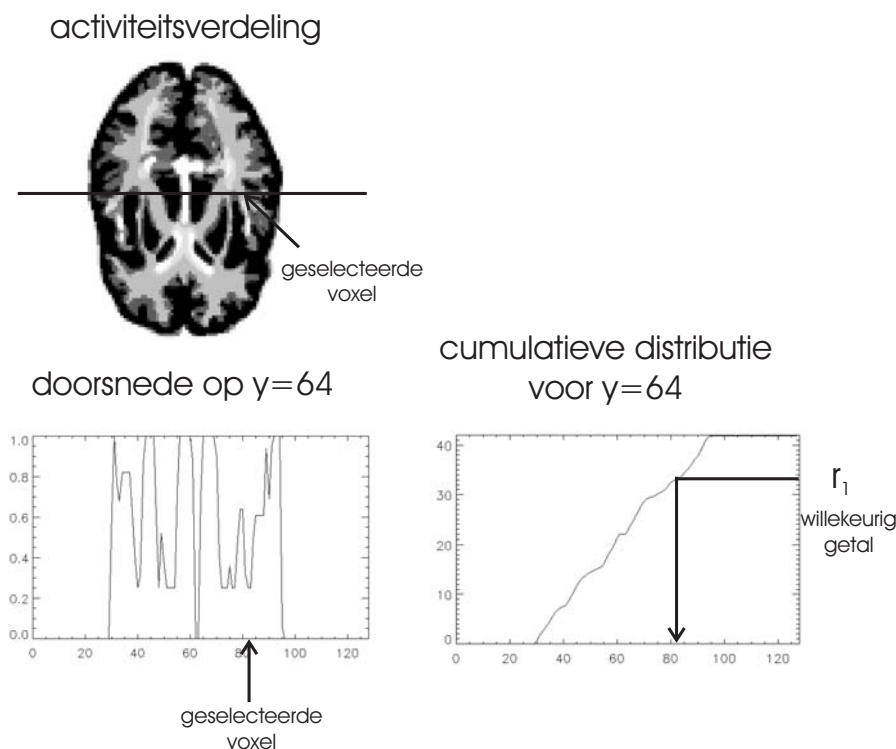 activiteitsverdeling
geselecteerde
voxel
doorsnede op y=64
1.0
0.8
0.6
0.4
0.2
0.0
0 20 40 60 80 100 120
geselecteerde
voxel
cumulatieve distributie
voor y=64
40
30
20
10
0
0 20 40 60 80 100 120
r1
willekeurig
getal